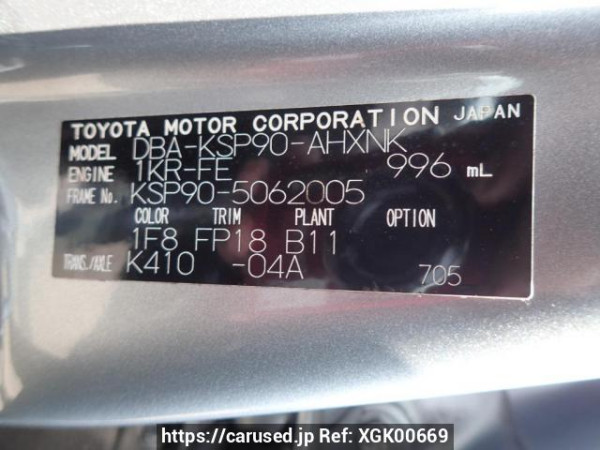 TOYOTA MOTOR CORPORATION JAPAN
MODEL DBA-KSP90-AHXNK
ENGINE 1KR-FE 996 mL
FRAME No. KSP90-5062005
COLOR TRIM PLANT OPTION
1F8 FP18 B11
TRANS./AXLE K410 -04A 705
https://carused.jp Ref: XGK00669